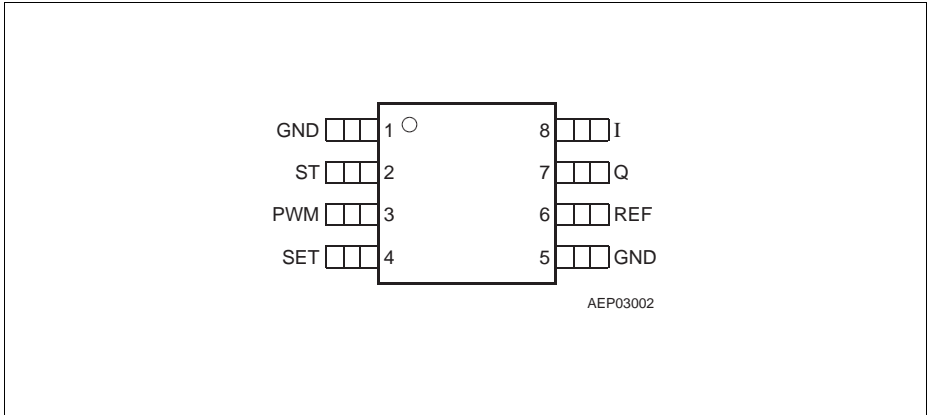 GND 1 8 I
ST 2 7 Q
PWM 3 6 REF
SET 4 5 GND
AEP03002